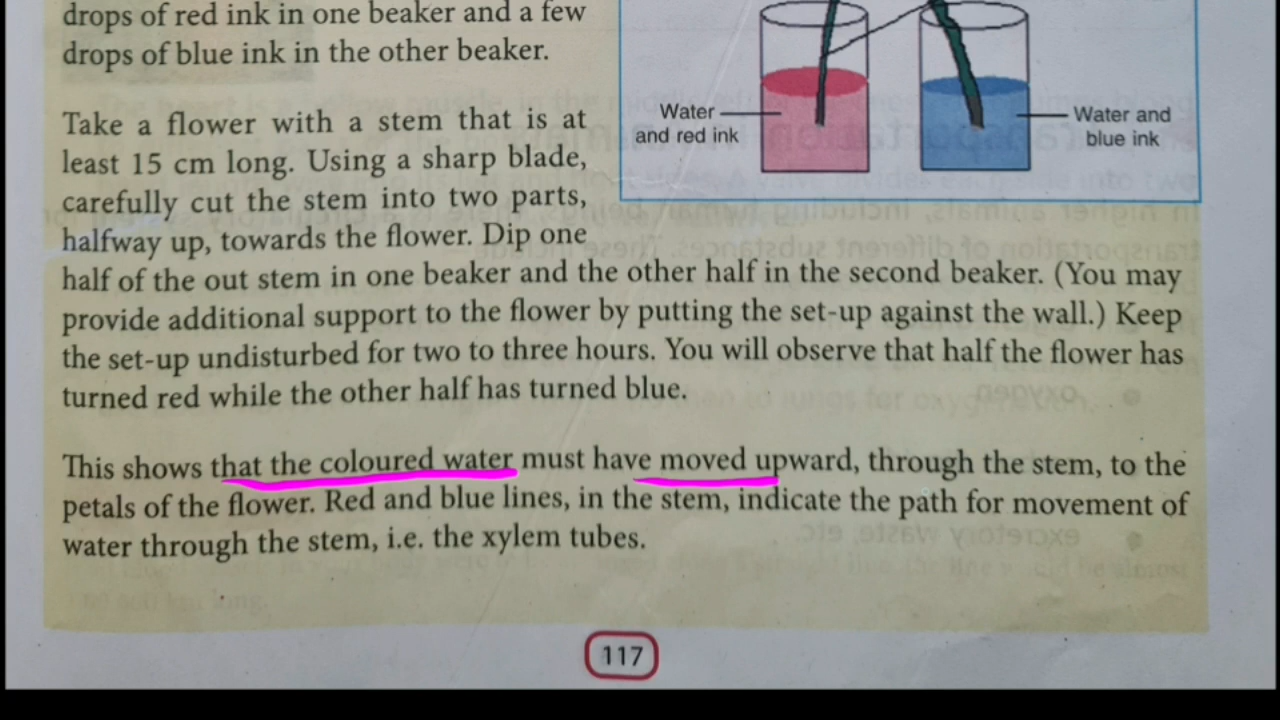 drops of red ink in one beaker and a few
drops of blue ink in the other beaker.
Water
and red ink
Water and
blue ink
Take a flower with a stem that is at
least 15 cm long. Using a sharp blade,
carefully cut the stem into two parts,
halfway up, towards the flower. Dip one
half of the out stem in one beaker and the other half in the second beaker. (You may
provide additional support to the flower by putting the set-up against the wall.) Keep
the set-up undisturbed for two to three hours. You will observe that half the flower has
turned red while the other half has turned blue.
This shows that the coloured water must have moved upward, through the stem, to the
petals of the flower. Red and blue lines, in the stem, indicate the path for movement of
water through the stem, i.e. the xylem tubes.
117